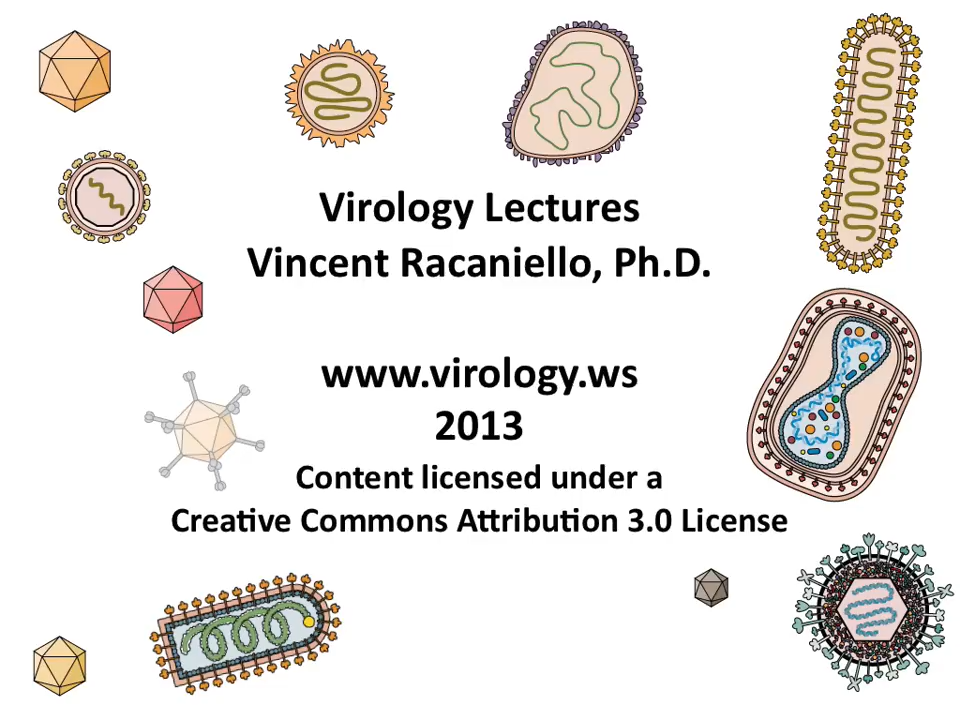 Virology Lectures
Vincent Racaniello, Ph.D.
www.virology.ws
2013
Content licensed under a
Creative Commons Attribution 3.0 License